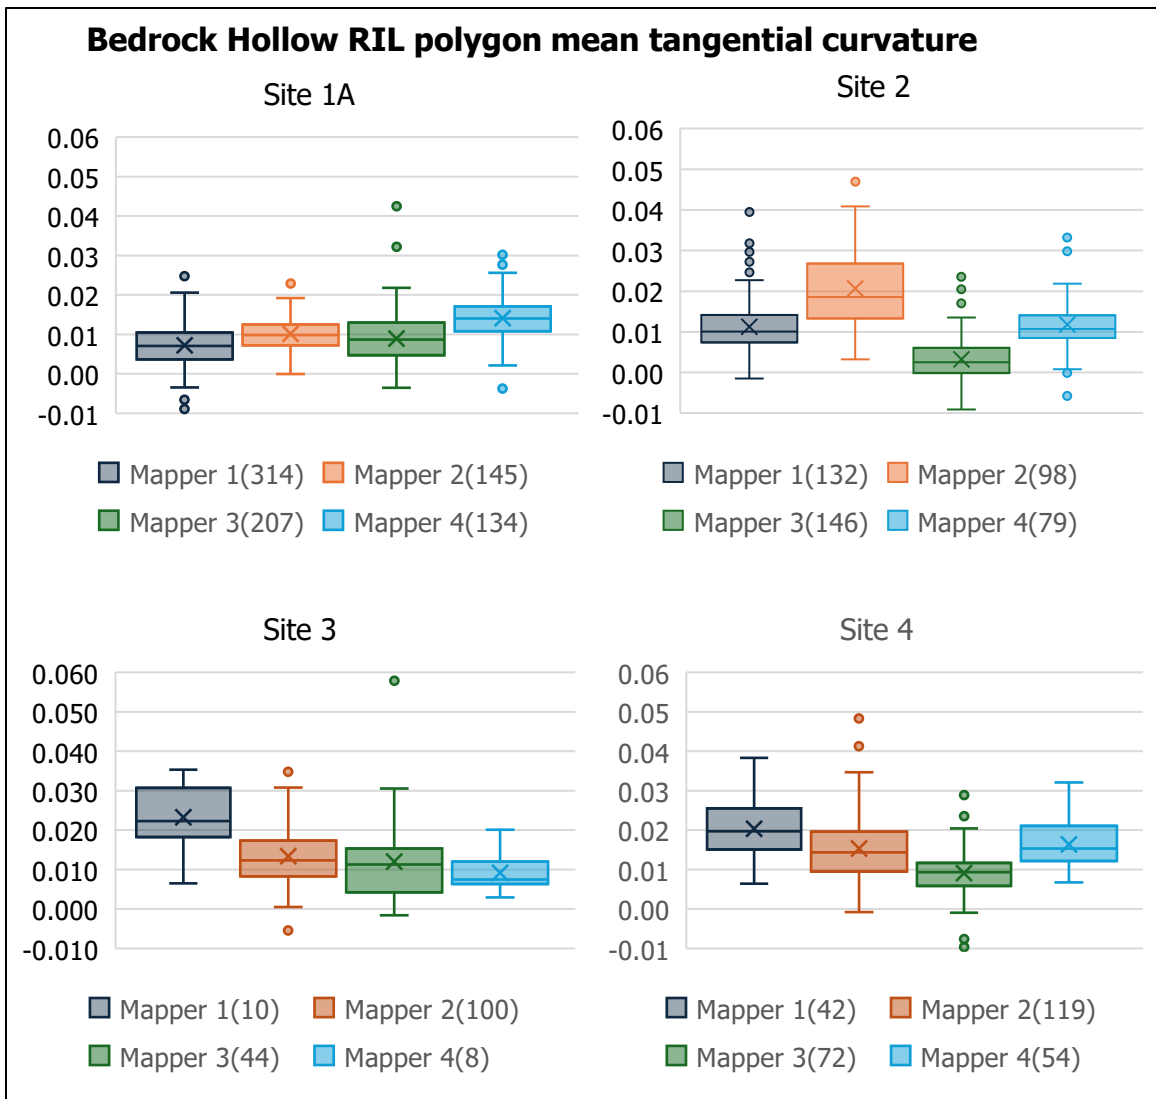 Bedrock Hollow RIL polygon mean tangential curvature
Site 1A
0.06
0.05
0.04
0.03
0.02
0.01
0.00
-0.01
Mapper 1(314) Mapper 2(145)
Mapper 3(207) Mapper 4(134)
Site 2
0.06
0.05
0.04
0.03
0.02
0.01
0.00
-0.01
Mapper 1(132) Mapper 2(98)
Mapper 3(146) Mapper 4(79)
Site 3
0.060
0.050
0.040
0.030
0.020
0.010
0.000
-0.010
Mapper 1(10) Mapper 2(100)
Mapper 3(44) Mapper 4(8)
Site 4
0.06
0.05
0.04
0.03
0.02
0.01
0.00
-0.01
Mapper 1(42) Mapper 2(119)
Mapper 3(72) Mapper 4(54)